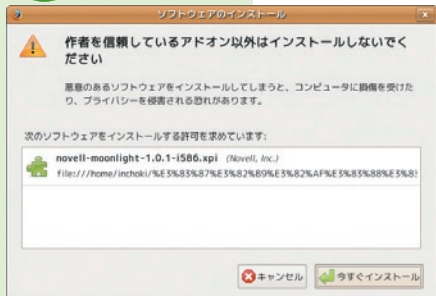 ソフトウェアのインストール
作者を信頼しているアドオン以外はインストールしないでく
ださい
悪意のあるソフトウェアをインストールしてしまうと、コンピュータに損傷を受けた
り、プライバシーを侵害される恐れがあります。
次のソフトウェアをインストールする許可を求めています:
novell-moonlight-1.0.1-i586.xpi (Novell, Inc.)
file:///home/inchoki/%E3%83%87%E3%82%B9%E3%82%AF%E3%83%88%E3%8
キャンセル
今すぐインストール